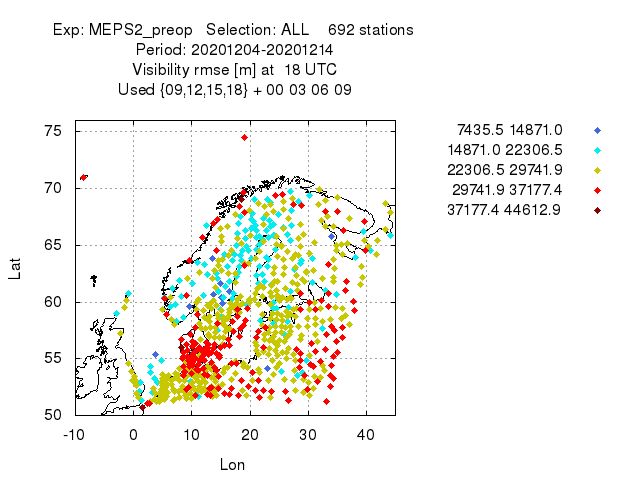 Exp: MEPS2_preop   Selection: ALL    692 stations
Period: 20201204-20201214
Visibility rmse [m] at  18 UTC
Used {09,12,15,18} + 00 03 06 09
7435.5 14871.0
14871.0 22306.5
22306.5 29741.9
29741.9 37177.4
37177.4 44612.9
75
70
65
60
55
50
Lat
-10 0 10 20 30 40
Lon